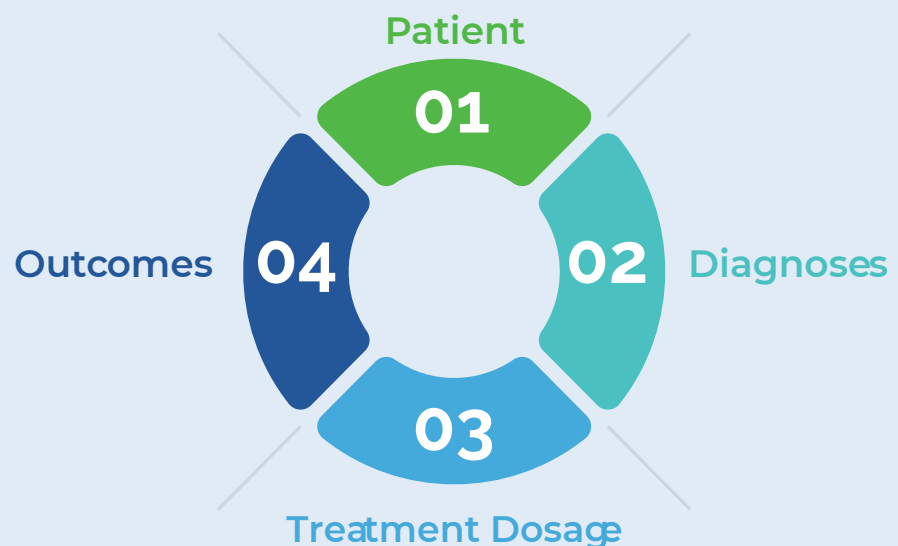 Patient
01
Outcomes
04
02
Diagnoses
03
Treatment Dosage